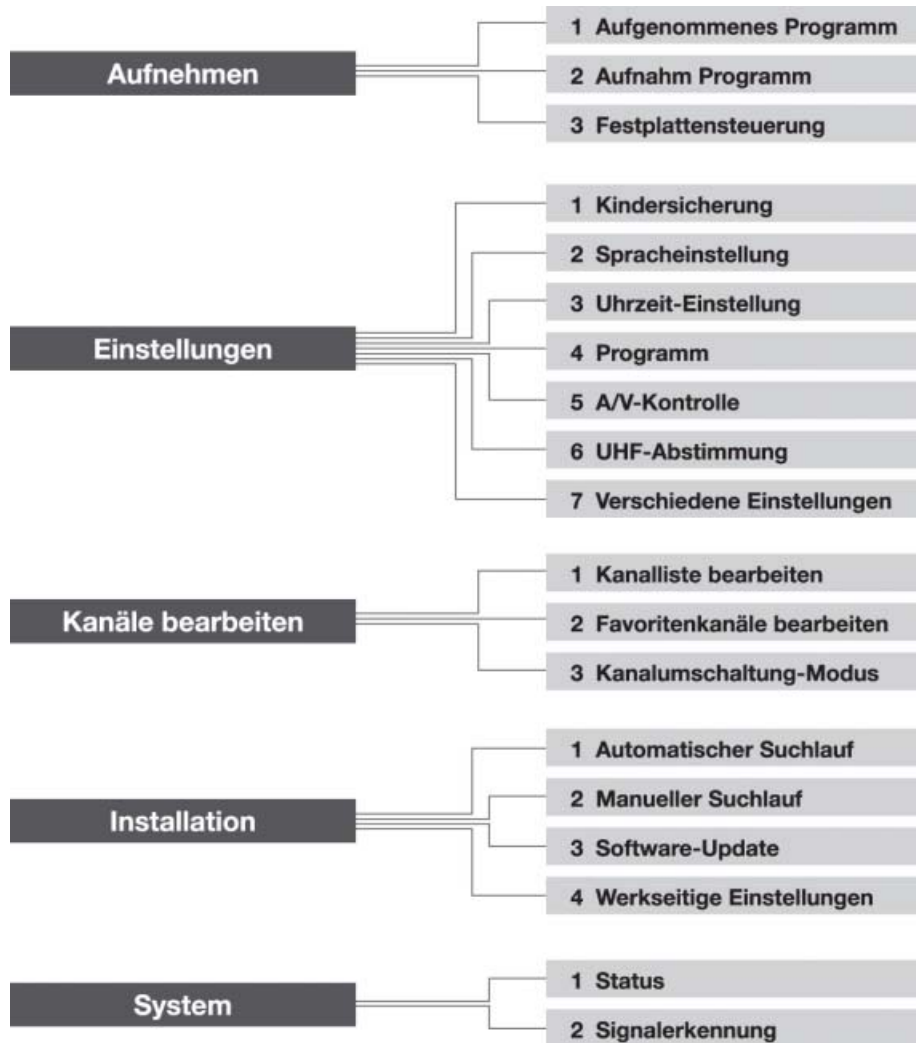 Aufnehmen
1 Aufgenommenes Programm
2 Aufnahm Programm
3 Festplattensteuerung
Einstellungen
1 Kindersicherung
2 Spracheinstellung
3 Uhrzeit-Einstellung
4 Programm
5 A/V-Kontrolle
6 UHF-Abstimmung
7 Verschiedene Einstellungen
Kanäle bearbeiten
1 Kanalliste bearbeiten
2 Favoritenkanäle bearbeiten
3 Kanalumschaltung-Modus
Installation
1 Automatischer Suchlauf
2 Manueller Suchlauf
3 Software-Update
4 Werkseitige Einstellungen
System
1 Status
2 Signalerkennung